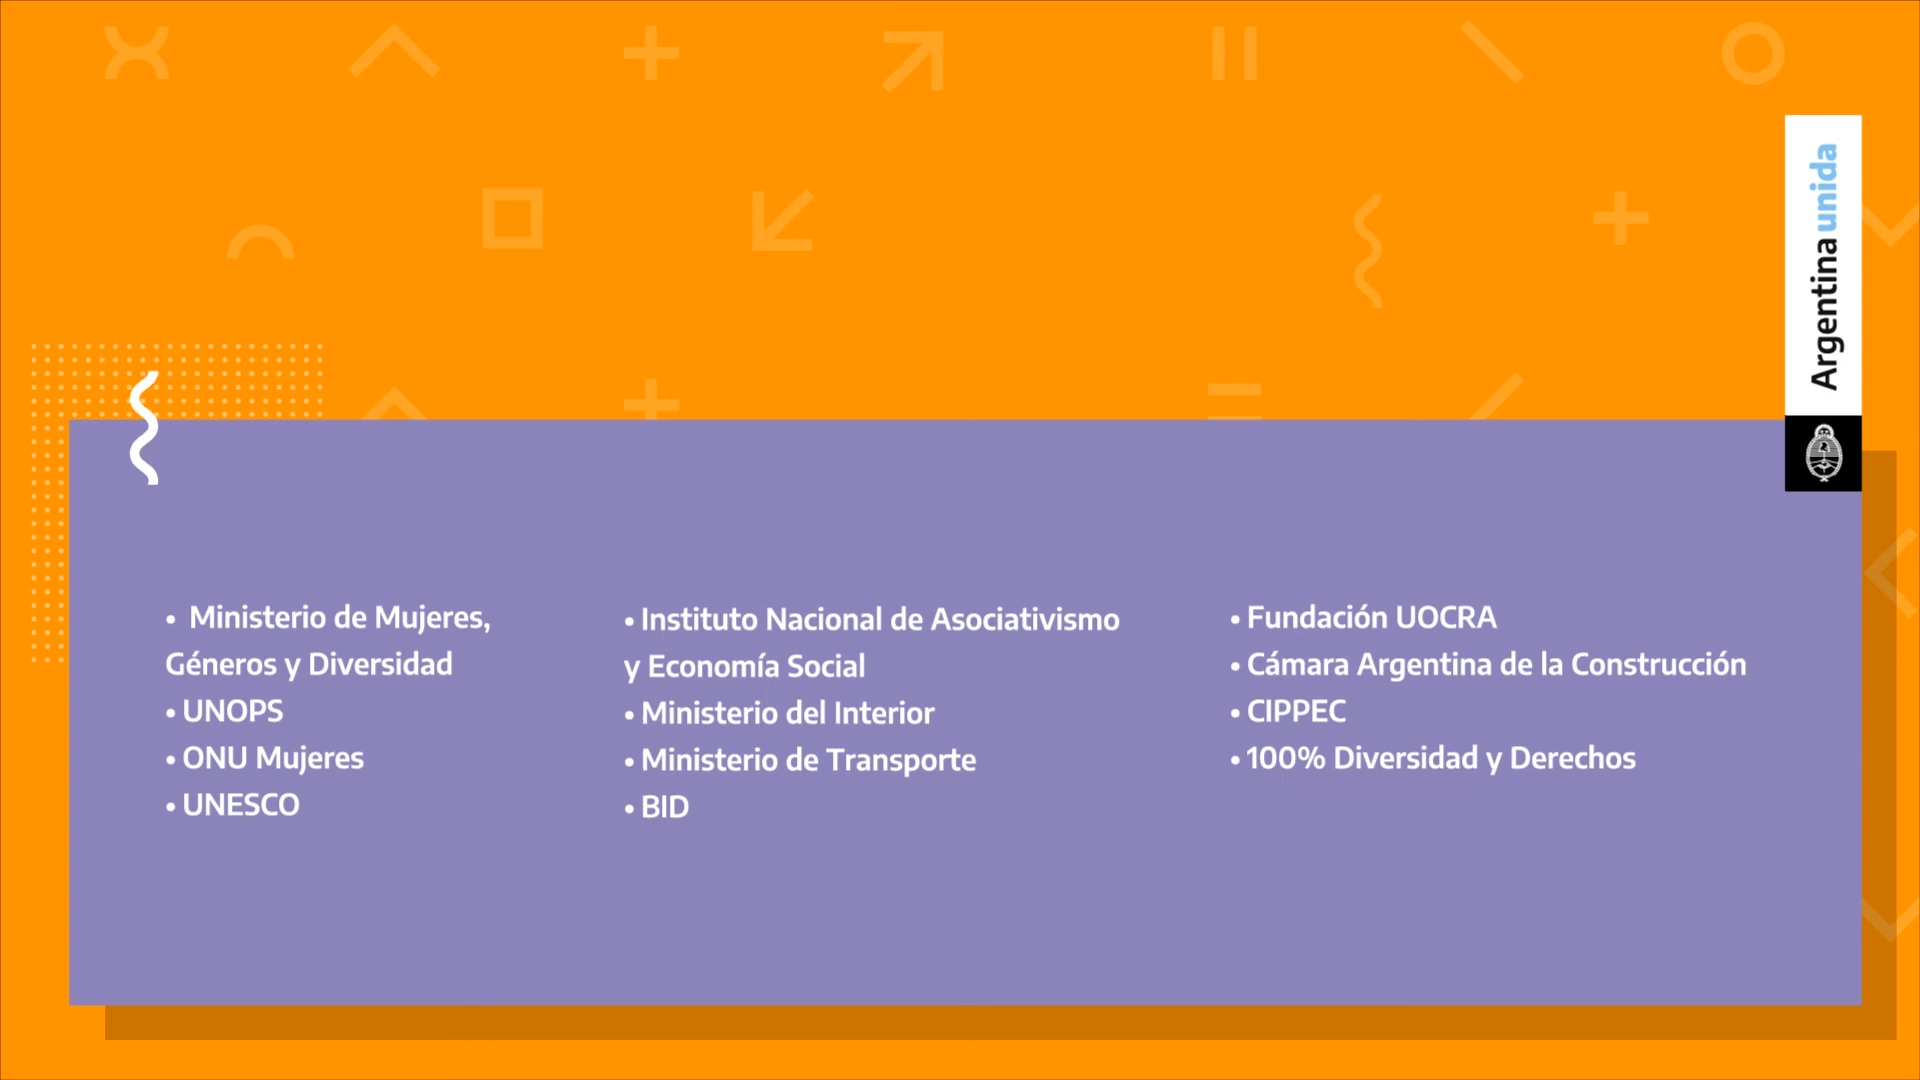 Argentina unida
• Ministerio de Mujeres,
Géneros y Diversidad
• UNOPS
• ONU Mujeres
• UNESCO
• Instituto Nacional de Asociativismo
y Economía Social
• Ministerio del Interior
• Ministerio de Transporte
• BID
• Fundación UOCRA
• Cámara Argentina de la Construcción
• CIPPEC
• 100% Diversidad y Derechos